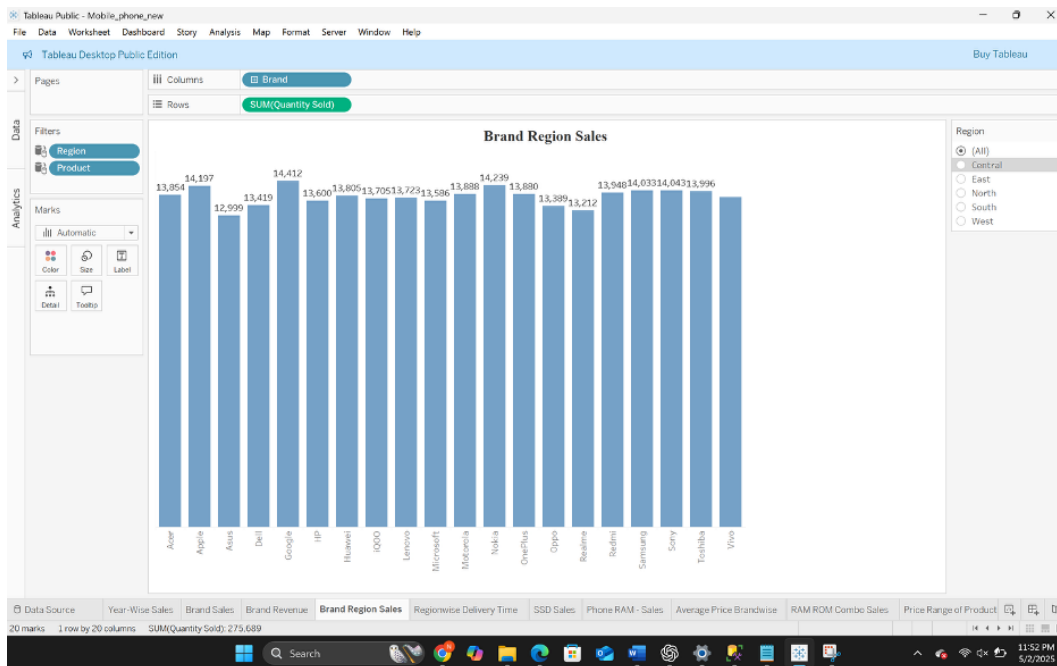 Tableau Public - Mobile_phone_new
File Data Worksheet Dashboard Story Analysis Map Format Server Window Help
Tableau Desktop Public Edition Buy Tableau
Pages
Columns Brand
Rows SUM(Quantity Sold)
Data
Analytics
Filters
Region
Product
Marks
Automatic
Color Size Label
Detail Tooltip
Brand Region Sales
13,854 14,197 12,999 13,419 14,412 13,600 13,805 13,705 13,723 13,586 13,888 14,239 13,880 13,389 13,212 13,948 14,033 14,043 13,996
Acer Apple Asus Dell Google HP Huawei iQOO Lenovo Microsoft Motorola Nokia OnePlus Oppo Realme Redmi Samsung Sony Toshiba Vivo
Region
(All)
Central
East
North
South
West
Data Source Year-Wise Sales Brand Sales Brand Revenue Brand Region Sales Regionwise Delivery Time SSD Sales Phone RAM - Sales Average Price Brandwise RAM ROM Combo Sales Price Range of Product
20 marks 1 row by 20 columns SUM(Quantity Sold): 275,689
Search
11:52 PM
5/2/2025